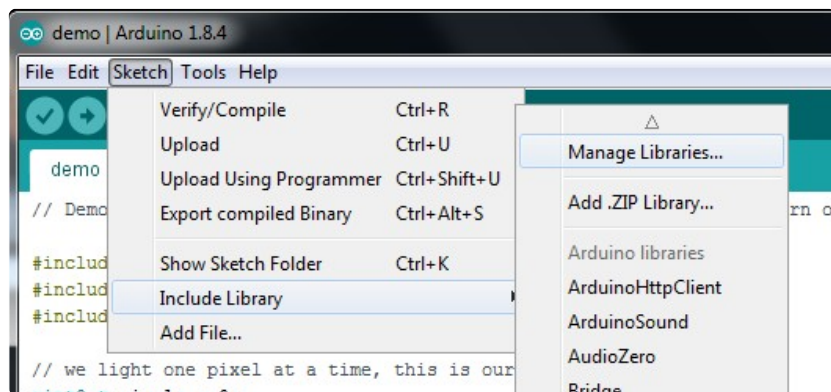 demo | Arduino 1.8.4
File Edit Sketch Tools Help
Verify/Compile Ctrl+R
Upload Ctrl+U
Upload Using Programmer Ctrl+Shift+U
Export compiled Binary Ctrl+Alt+S
Show Sketch Folder Ctrl+K
Include Library
Add File...
Manage Libraries...
Add .ZIP Library...
Arduino libraries
ArduinoHttpClient
ArduinoSound
AudioZero
Bridge
demo
// Demo
#includ
#includ
#includ
// we light one pixel at a time, this is our